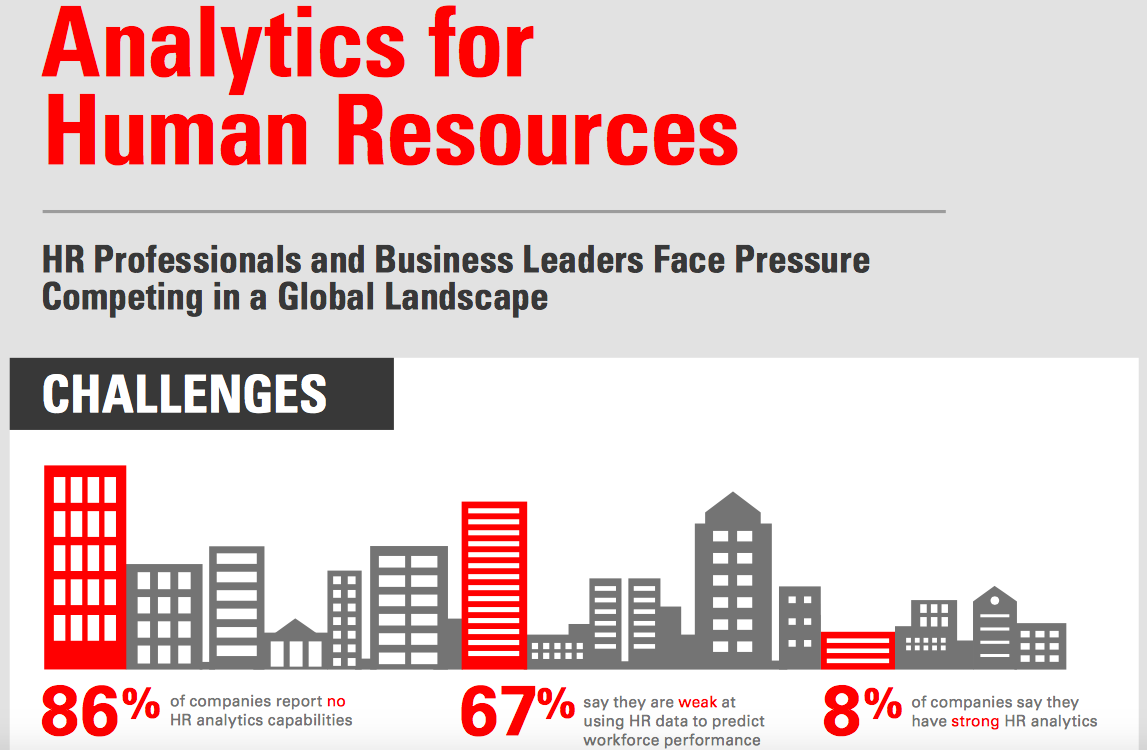 Analytics for
Human Resources
HR Professionals and Business Leaders Face Pressure
Competing in a Global Landscape
CHALLENGES
86% of companies report no
HR analytics capabilities
67% say they are weak at
using HR data to predict
workforce performance
8% of companies say they
have strong HR analytics